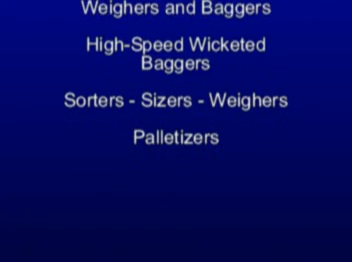 Weighers and Baggers
High-Speed Wicketed
Baggers
Sorters - Sizers - Weighers
Palletizers